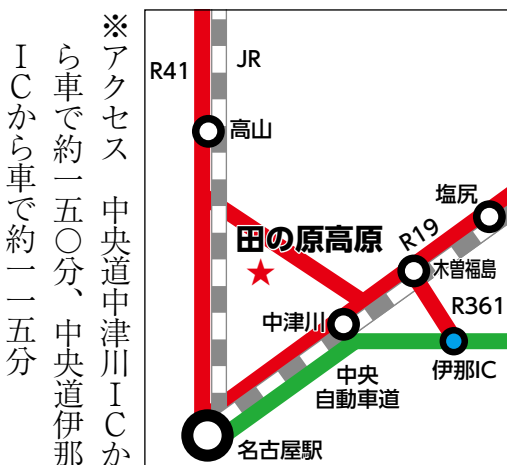 ※アクセス　中央道中津川ICか
ら車で約一五〇分、中央道伊那
ICから車で約一一五分
R41
JR
高山
塩尻
田の原高原
R19
木曽福島
中津川
R361
中央
自動車道
伊那IC
名古屋駅